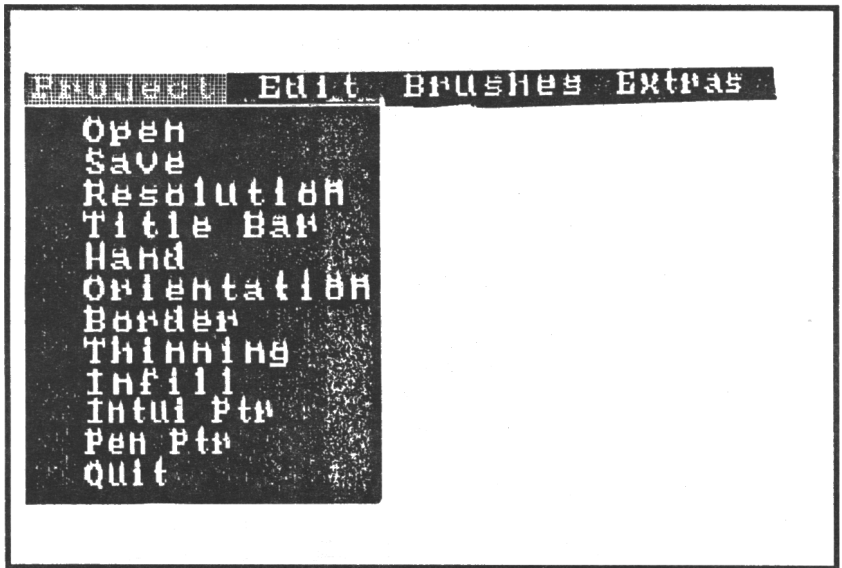 Project Edit Brushes Extras
Open
Save
Resolution
Title Bar
Hand
Orientation
Border
Thinning
Infill
Intui Ptr
Pen Ptr
Quit